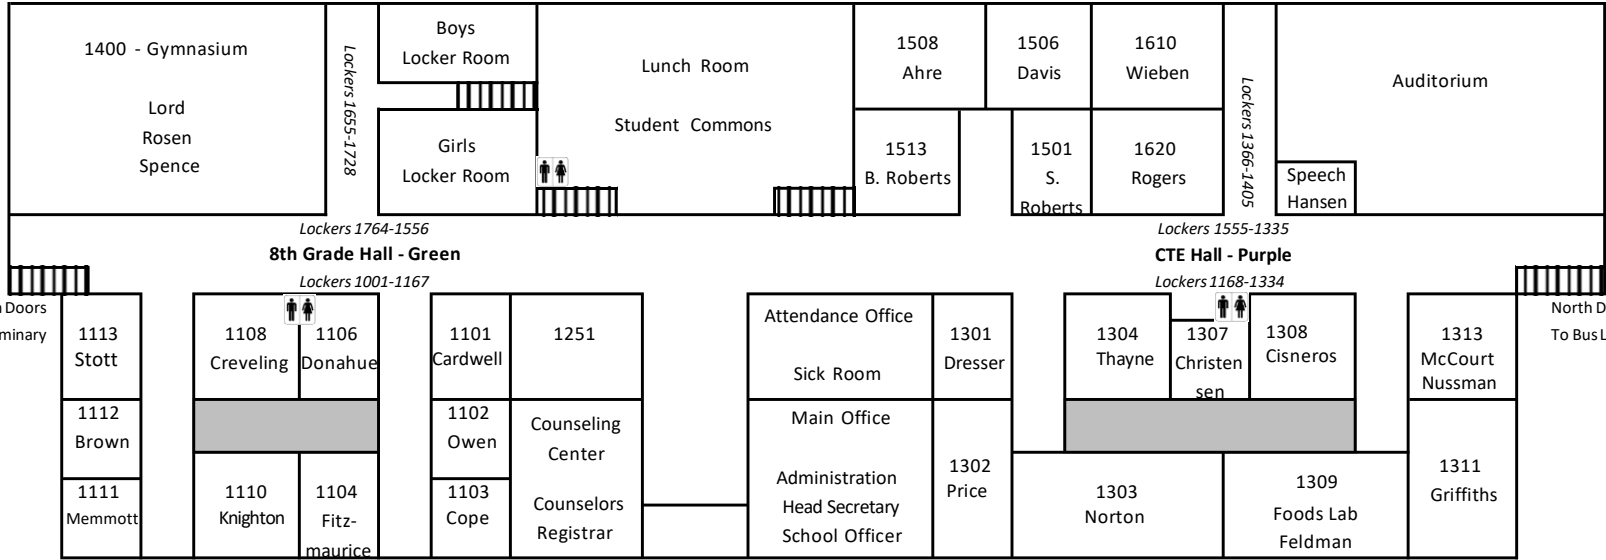 1400 - Gymnasium
Lord
Rosen
Spence
Lockers 1655-1728
Boys
Locker Room
Girls
Locker Room
Lunch Room
Student Commons
1508
Ahre
1506
Davis
1610
Wieben
1513
B. Roberts
1501
S.
Roberts
1620
Rogers
Lockers 1366-1405
Auditorium
Speech
Hansen
Lockers 1764-1556
8th Grade Hall - Green
Lockers 1001-1167
Lockers 1555-1335
CTE Hall - Purple
Lockers 1168-1334
Doors
1113
Stott
1112
Brown
1111
Memmott
1108
Creveling
1106
Donahue
1110
Knighton
1104
Fitz-
maurice
1101
Cardwell
1102
Owen
1103
Cope
1251
Counseling
Center
Counselors
Registrar
Attendance Office
Sick Room
Main Office
Administration
Head Secretary
School Officer
1301
Dresser
1302
Price
1304
Thayne
1307
Christen
sen
1308
Cisneros
1303
Norton
1309
Foods Lab
Feldman
1313
McCourt
Nussman
1311
Griffiths
North D
To Bus L